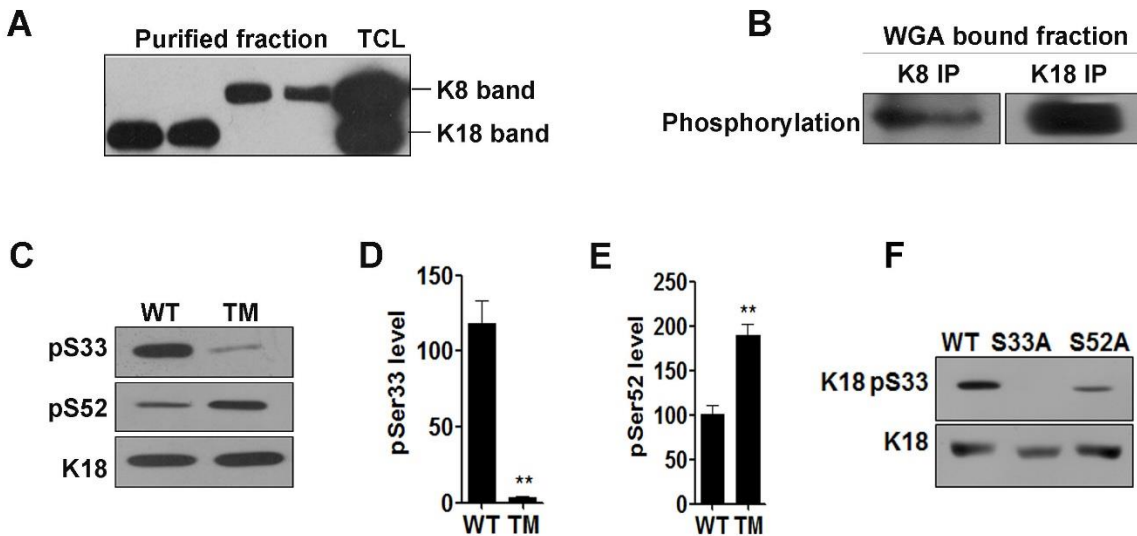 A
Purified fraction TCL
K8 band
K18 band
B
WGA bound fraction
K8 IP K18 IP
Phosphorylation
C
WT TM
pS33
pS52
K18
D
pSer33 level
150
100
50
0
**
WT TM
E
pSer52 level
250
200
150
100
50
0
**
WT TM
F
WT S33A S52A
K18 pS33
K18